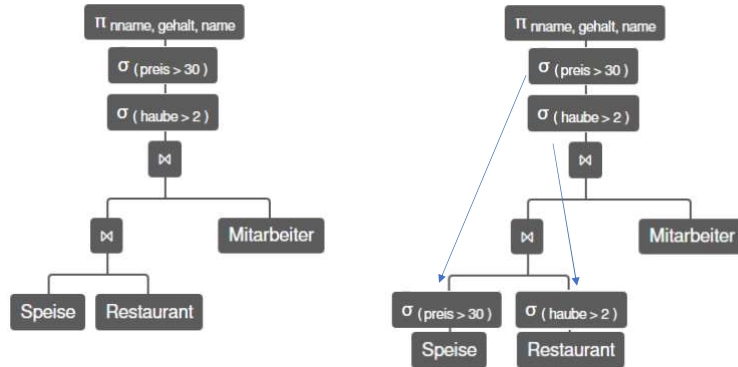 π nname, gehalt, name
σ ( preis > 30 )
σ ( haube > 2 )
⋈
⋈
Mitarbeiter
Speise
Restaurant
π nname, gehalt, name
σ ( preis > 30 )
σ ( haube > 2 )
⋈
⋈
Mitarbeiter
σ ( preis > 30 )
σ ( haube > 2 )
Speise
Restaurant